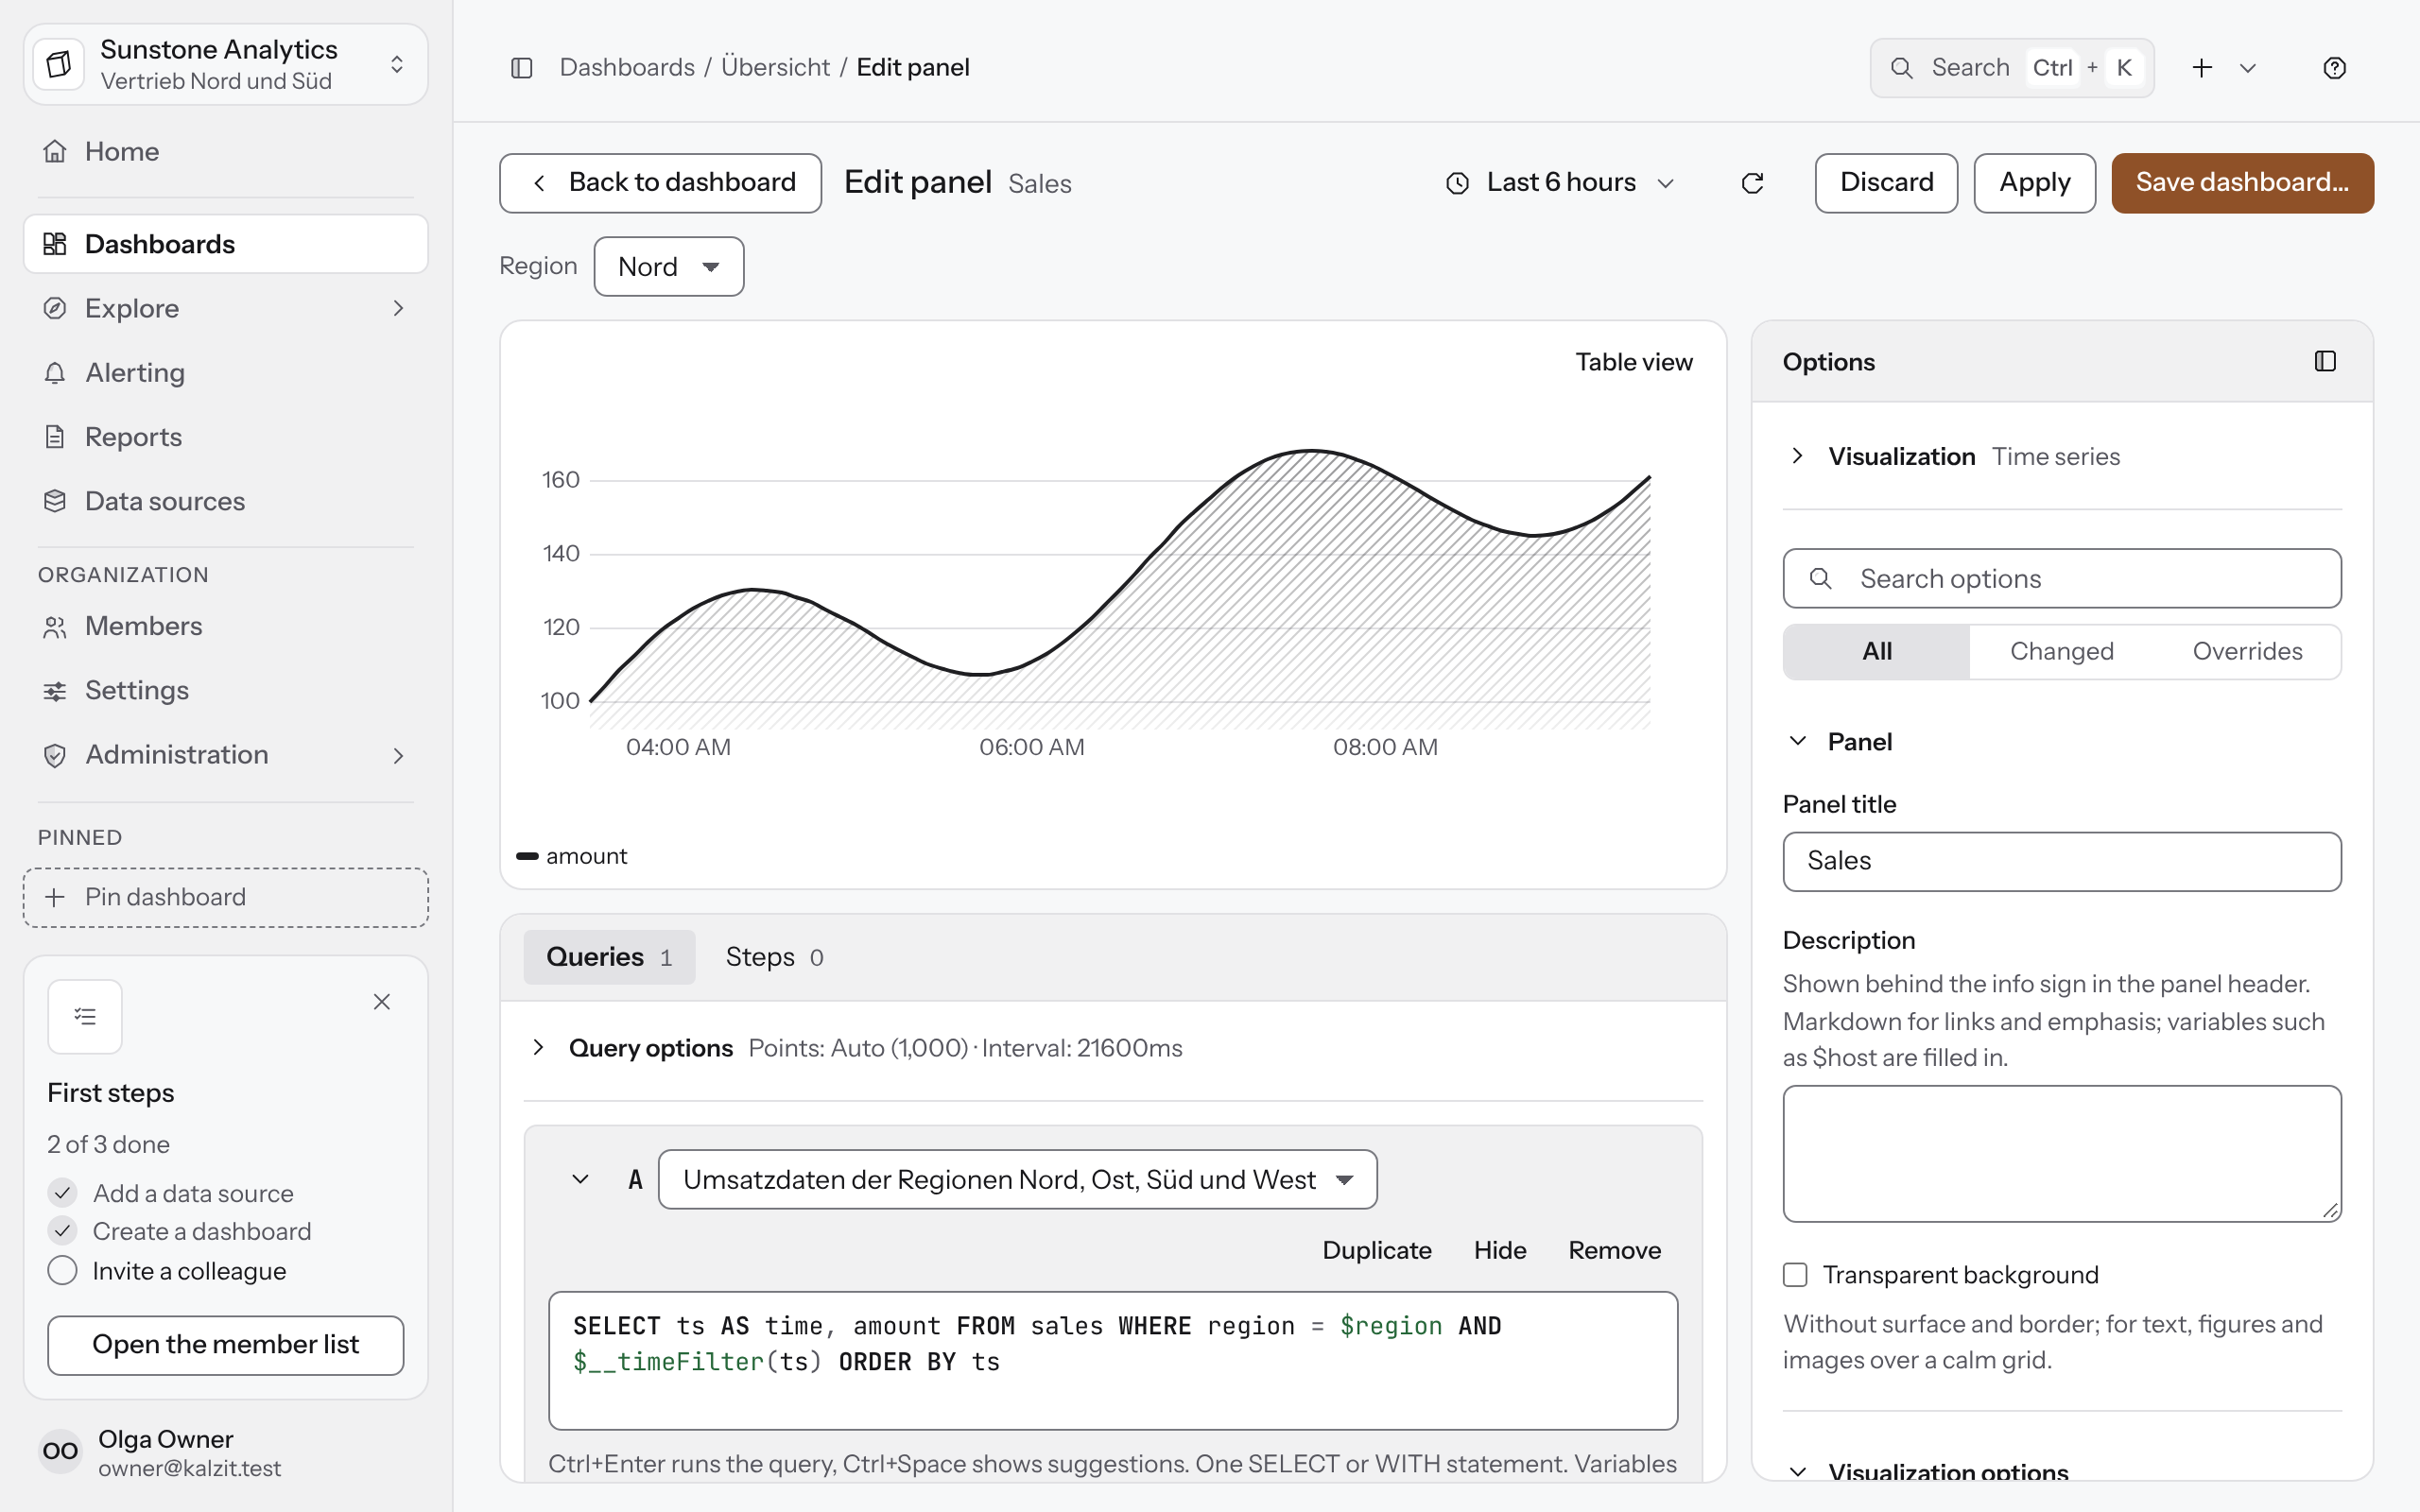 Sunstone Analytics
Vertrieb Nord und Süd
Home
Dashboards
Explore
Alerting
Reports
Data sources
ORGANIZATION
Members
Settings
Administration
PINNED
Pin dashboard
First steps
2 of 3 done
Add a data source
Create a dashboard
Invite a colleague
Open the member list
OO
Olga Owner
owner@kalzit.test
Dashboards / Übersicht / Edit panel
Search Ctrl + K
Back to dashboard
Edit panel Sales
Last 6 hours
Discard
Apply
Save dashboard...
Region
Nord
Table view
160
140
120
100
04:00 AM
06:00 AM
08:00 AM
amount
Queries 1
Steps 0
Query options Points: Auto (1,000) · Interval: 21600ms
A
Umsatzdaten der Regionen Nord, Ost, Süd und West
Duplicate
Hide
Remove
SELECT ts AS time, amount FROM sales WHERE region = $region AND
$__timeFilter(ts) ORDER BY ts
Ctrl+Enter runs the query, Ctrl+Space shows suggestions. One SELECT or WITH statement. Variables
Options
Visualization Time series
Search options
All
Changed
Overrides
Panel
Panel title
Sales
Description
Shown behind the info sign in the panel header.
Markdown for links and emphasis; variables such
as $host are filled in.
Transparent background
Without surface and border; for text, figures and
images over a calm grid.
Visualization options